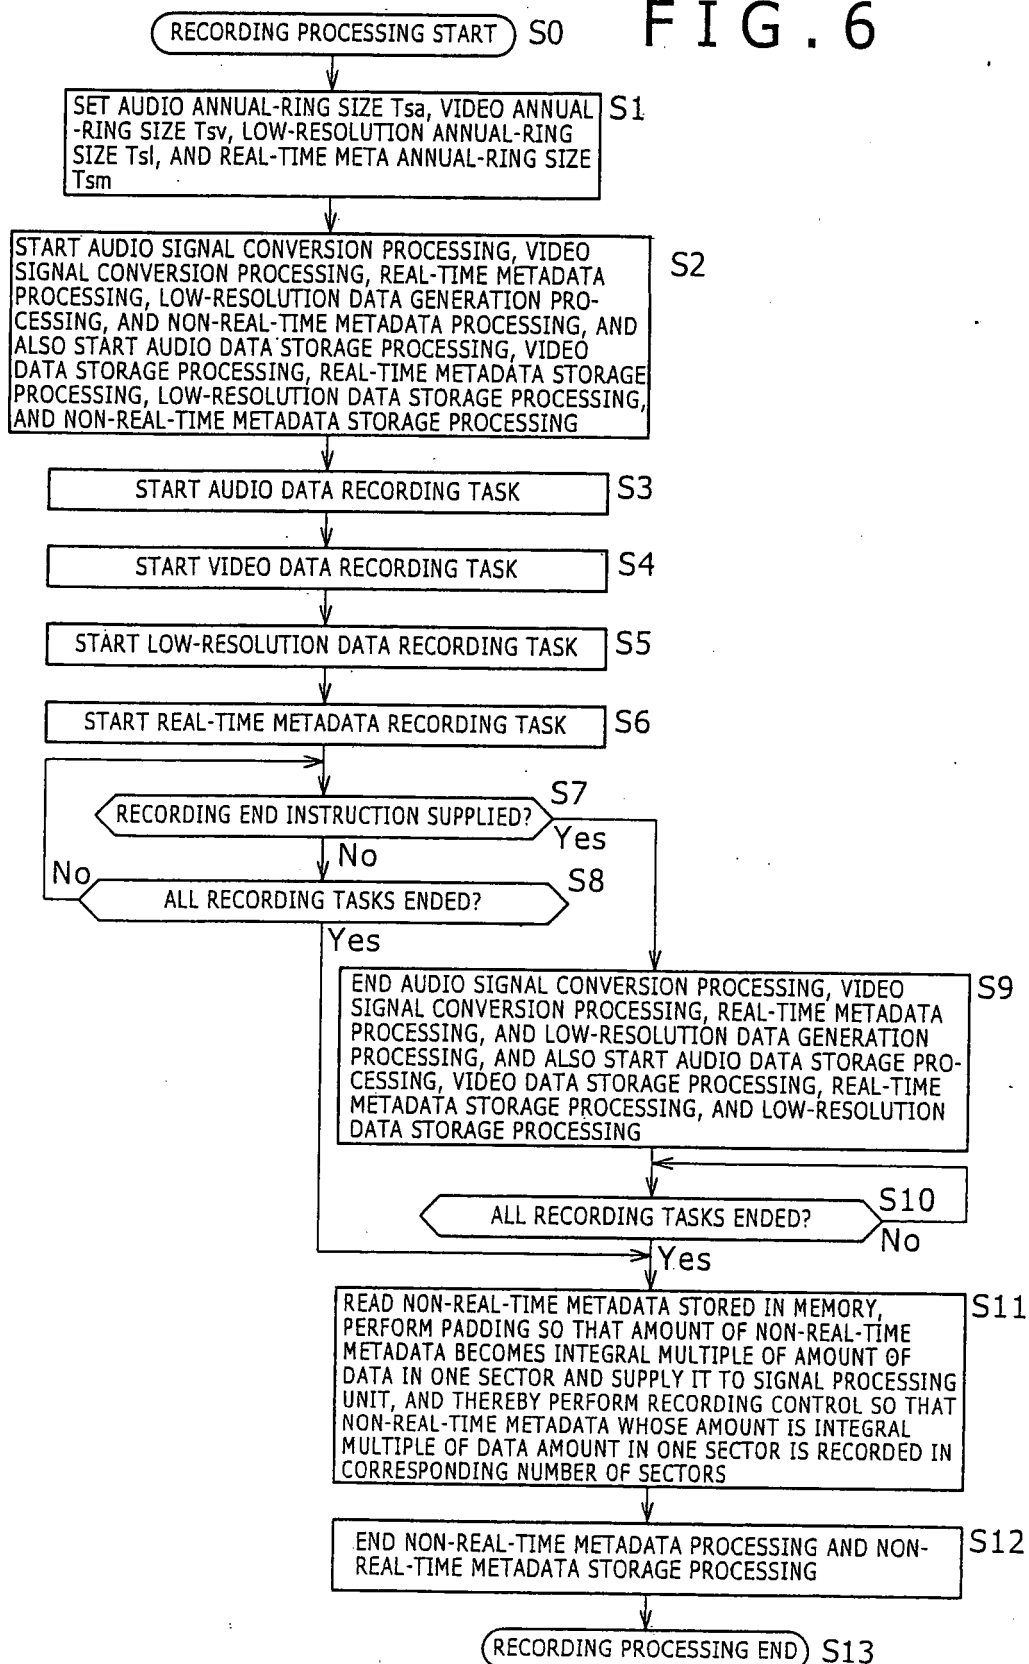 FIG. 6
RECORDING PROCESSING START S0
SET AUDIO ANNUAL-RING SIZE Tsa, VIDEO ANNUAL S1
-RING SIZE Tsv, LOW-RESOLUTION ANNUAL-RING
SIZE Tsl, AND REAL-TIME META ANNUAL-RING SIZE
Tsm
START AUDIO SIGNAL CONVERSION PROCESSING, VIDEO S2
SIGNAL CONVERSION PROCESSING, REAL-TIME METADATA
PROCESSING, LOW-RESOLUTION DATA GENERATION PRO-
CESSING, AND NON-REAL-TIME METADATA PROCESSING, AND
ALSO START AUDIO DATA STORAGE PROCESSING, VIDEO
DATA STORAGE PROCESSING, REAL-TIME METADATA STORAGE
PROCESSING, LOW-RESOLUTION DATA STORAGE PROCESSING,
AND NON-REAL-TIME METADATA STORAGE PROCESSING
START AUDIO DATA RECORDING TASK S3
START VIDEO DATA RECORDING TASK S4
START LOW-RESOLUTION DATA RECORDING TASK S5
START REAL-TIME METADATA RECORDING TASK S6
S7
RECORDING END INSTRUCTION SUPPLIED?
Yes
No
No
S8
ALL RECORDING TASKS ENDED?
Yes
END AUDIO SIGNAL CONVERSION PROCESSING, VIDEO S9
SIGNAL CONVERSION PROCESSING, REAL-TIME METADATA
PROCESSING, AND LOW-RESOLUTION DATA GENERATION
PROCESSING, AND ALSO START AUDIO DATA STORAGE PRO-
CESSING, VIDEO DATA STORAGE PROCESSING, REAL-TIME
METADATA STORAGE PROCESSING, AND LOW-RESOLUTION
DATA STORAGE PROCESSING
S10
ALL RECORDING TASKS ENDED?
No
Yes
READ NON-REAL-TIME METADATA STORED IN MEMORY, S11
PERFORM PADDING SO THAT AMOUNT OF NON-REAL-TIME
METADATA BECOMES INTEGRAL MULTIPLE OF AMOUNT OF
DATA IN ONE SECTOR AND SUPPLY IT TO SIGNAL PROCESSING
UNIT, AND THEREBY PERFORM RECORDING CONTROL SO THAT
NON-REAL-TIME METADATA WHOSE AMOUNT IS INTEGRAL
MULTIPLE OF DATA AMOUNT IN ONE SECTOR IS RECORDED IN
CORRESPONDING NUMBER OF SECTORS
END NON-REAL-TIME METADATA PROCESSING AND NON- S12
REAL-TIME METADATA STORAGE PROCESSING
RECORDING PROCESSING END S13